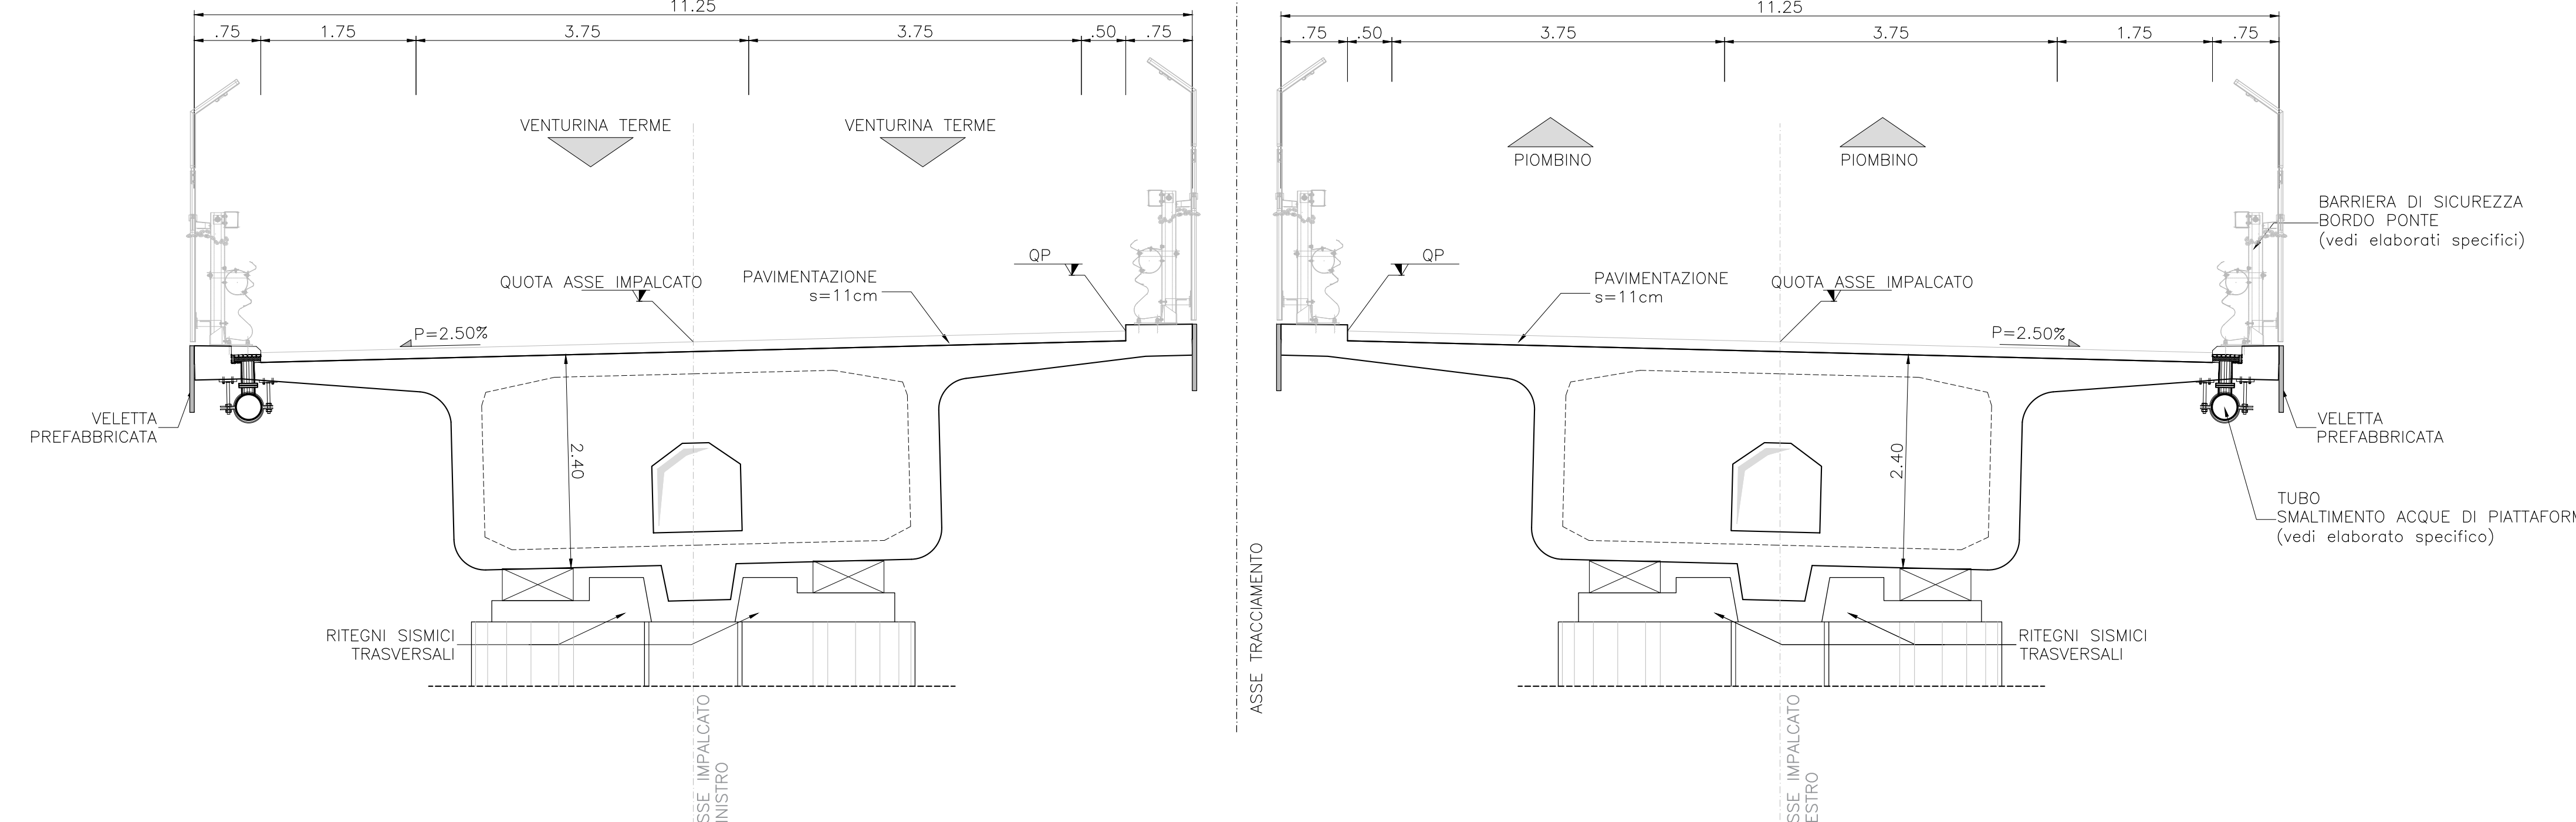 11.25
.75 1.75 3.75 3.75 .50 .75
VENTURINA TERME
VENTURINA TERME
QP
QUOTA ASSE IMPALCATO
PAVIMENTAZIONE
s=11cm
P=2.50%
VELETTA
PREFABBRICATA
2.40
RITEGNI SISMICI
TRASVERSALI
SSE IMPALCATO
INISTRO
ASSE TRACCIAMENTO
11.25
.75 .50 3.75 3.75 1.75 .75
PIOMBINO
PIOMBINO
BARRIERA DI SICUREZZA
BORDO PONTE
(vedi elaborati specifici)
QP
PAVIMENTAZIONE
s=11cm
QUOTA ASSE IMPALCATO
P=2.50%
VELETTA
PREFABBRICATA
2.40
TUBO
SMALTIMENTO ACQUE DI PIATTAFORM
(vedi elaborato specifico)
RITEGNI SISMICI
TRASVERSALI
SSE IMPALCATO
ESTRO